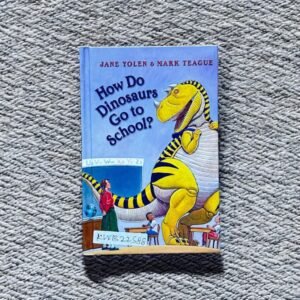 JANE YOLEN & MARK TEAGUE
How Do
Dinosaurs
Go to
School?